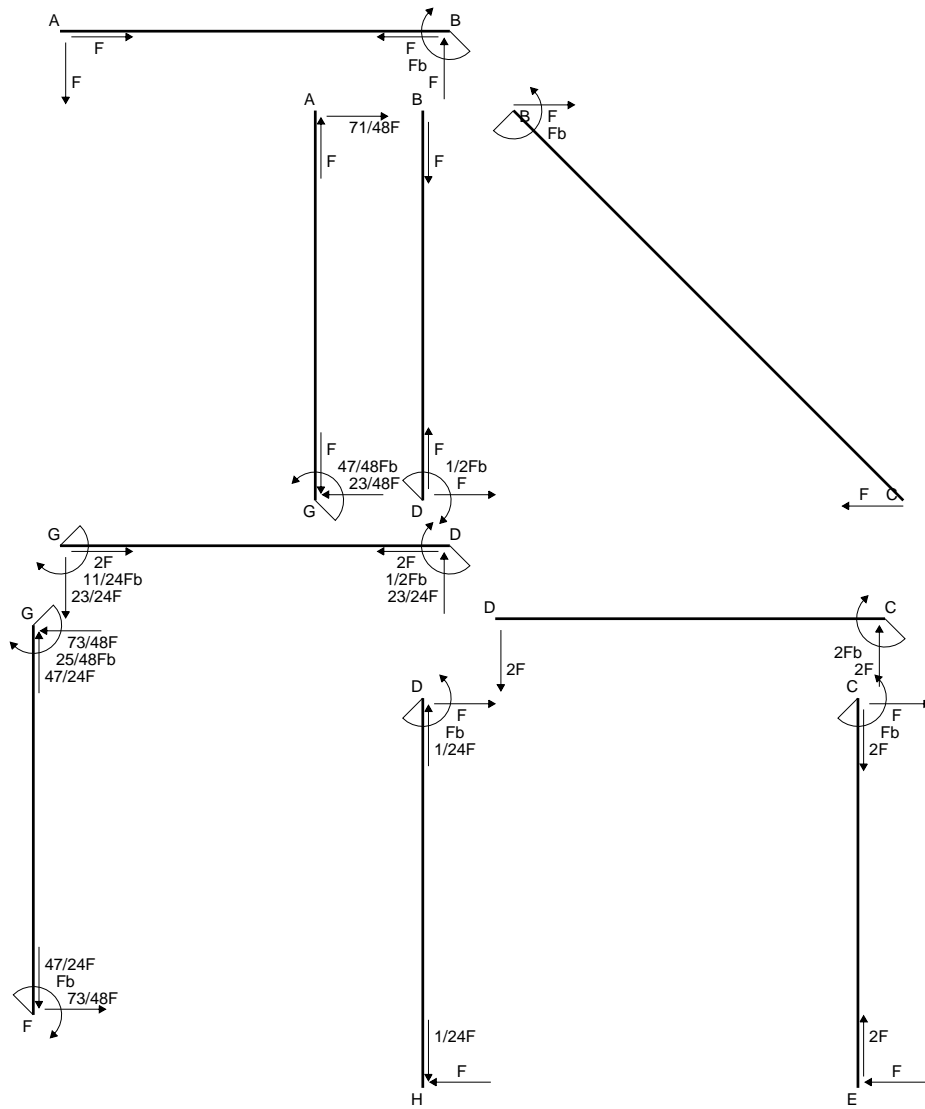 A B
F F
Fb
F F
A B
71/48F
F F
B F
Fb
F F
47/48Fb 1/2Fb
23/48F F
G D
F C
G D
2F 2F
11/24Fb 1/2Fb
23/24F 23/24F
G
73/48F
25/48Fb
47/24F
D C
2F 2Fb
2F
D C
F F
Fb Fb
1/24F 2F
47/24F
Fb
73/48F
F
1/24F 2F
F F
H E